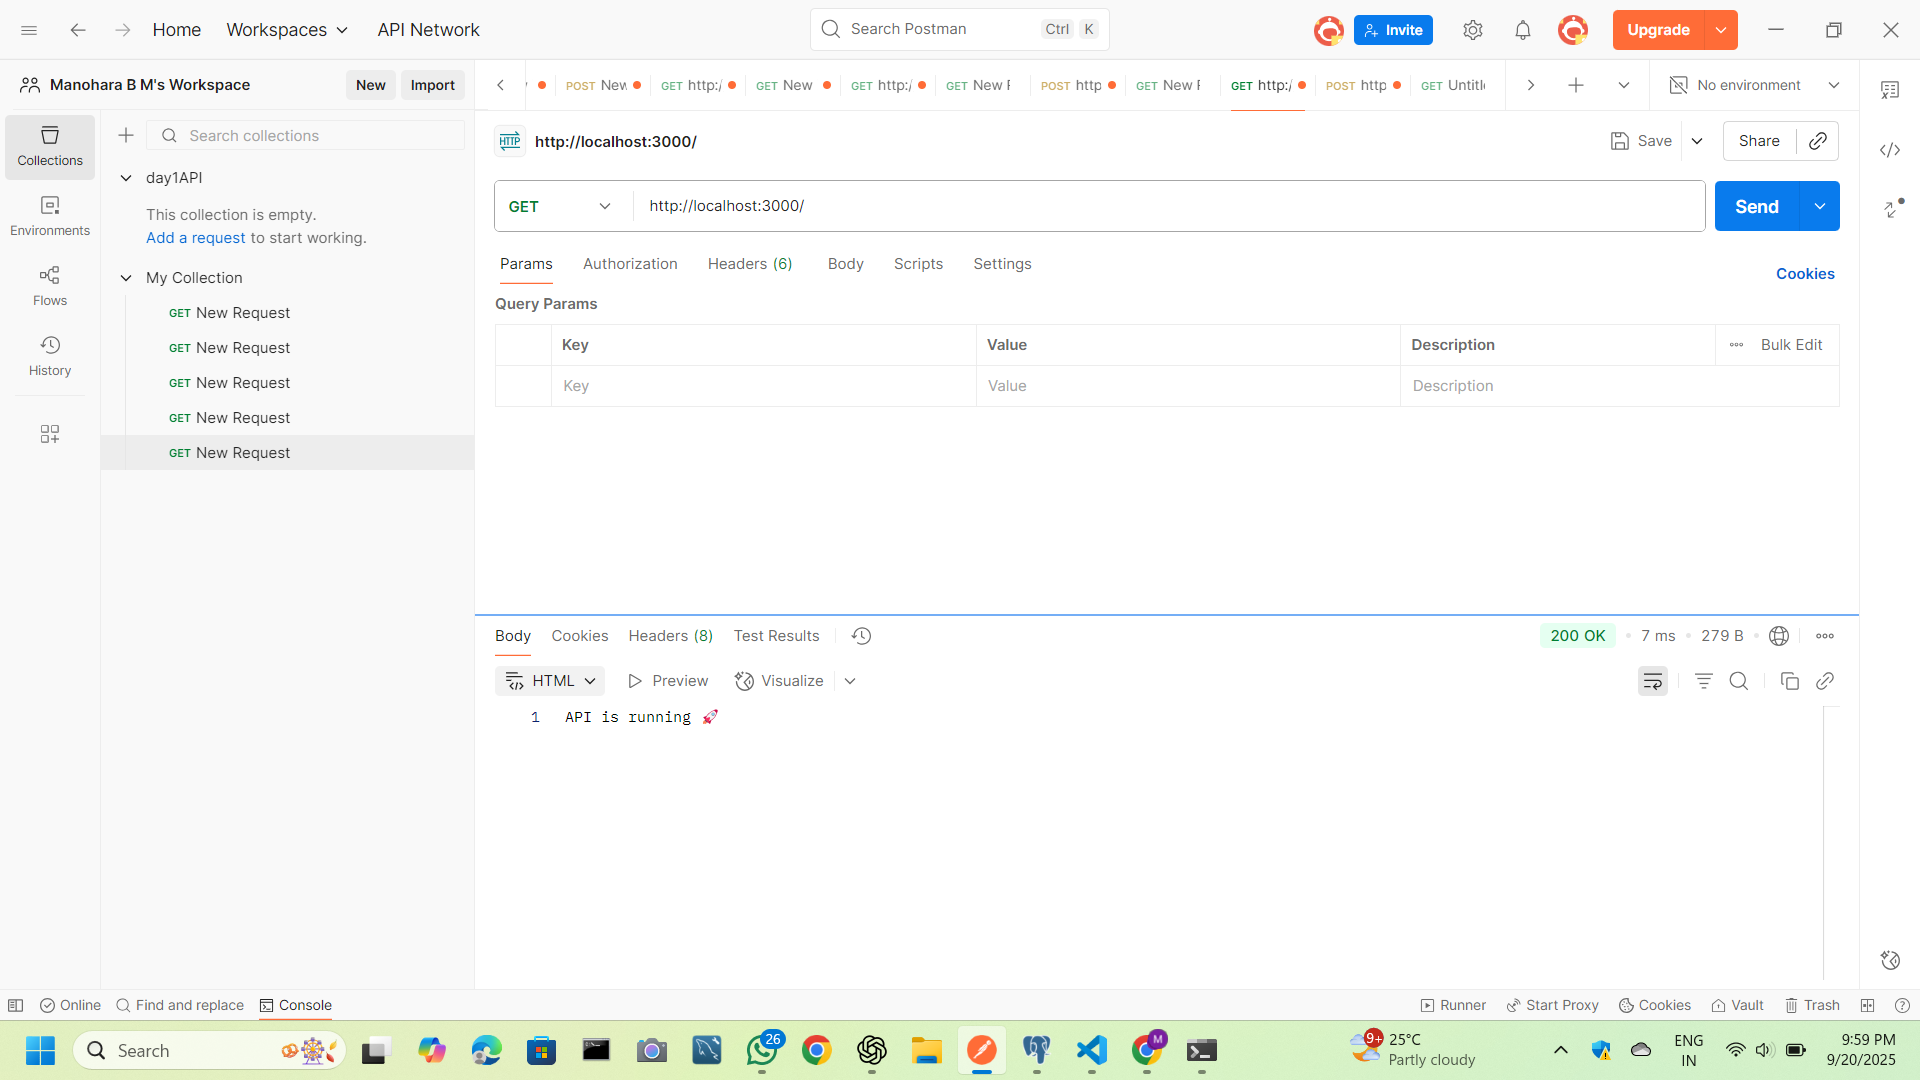 Home
Workspaces
API Network
Search Postman
Ctrl K
Invite
Upgrade
Manohara B M's Workspace
New
Import
POST New
GET http:/
GET New
GET http:/
GET New R
POST http
GET New R
GET http:/
POST http
GET Untitle
No environment
Collections
Environments
Flows
History
Search collections
day1API
This collection is empty.
Add a request to start working.
My Collection
GET New Request
GET New Request
GET New Request
GET New Request
GET New Request
HTTP http://localhost:3000/
Save
Share
GET
http://localhost:3000/
Send
Params
Authorization
Headers (6)
Body
Scripts
Settings
Cookies
Query Params
Key
Value
Description
Bulk Edit
Key
Value
Description
Body
Cookies
Headers (8)
Test Results
200 OK
7 ms
279 B
HTML
Preview
Visualize
1 API is running 🚀
Online
Find and replace
Console
Runner
Start Proxy
Cookies
Vault
Trash
Search
26
M
9+
25°C
Partly cloudy
ENG
IN
9:59 PM
9/20/2025